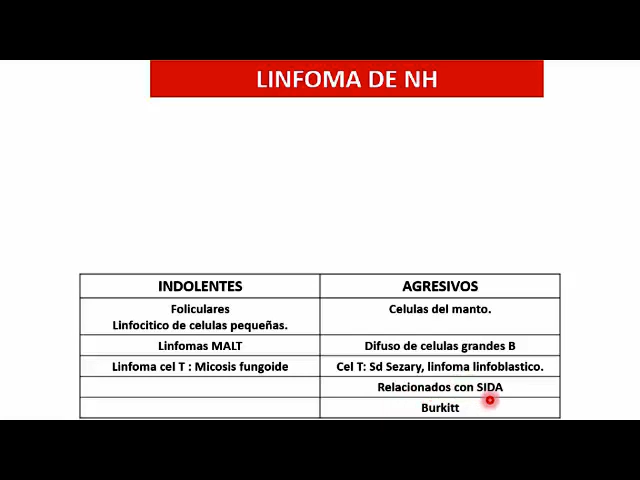 LINFOMA DE NH
INDOLENTES
AGRESIVOS
Foliculares
Linfocitico de celulas pequeñas.
Celulas del manto.
Linfomas MALT
Difuso de celulas grandes B
Linfoma cel T : Micosis fungoide
Cel T: Sd Sezary, linfoma linfoblastico.
Relacionados con SIDA
Burkitt